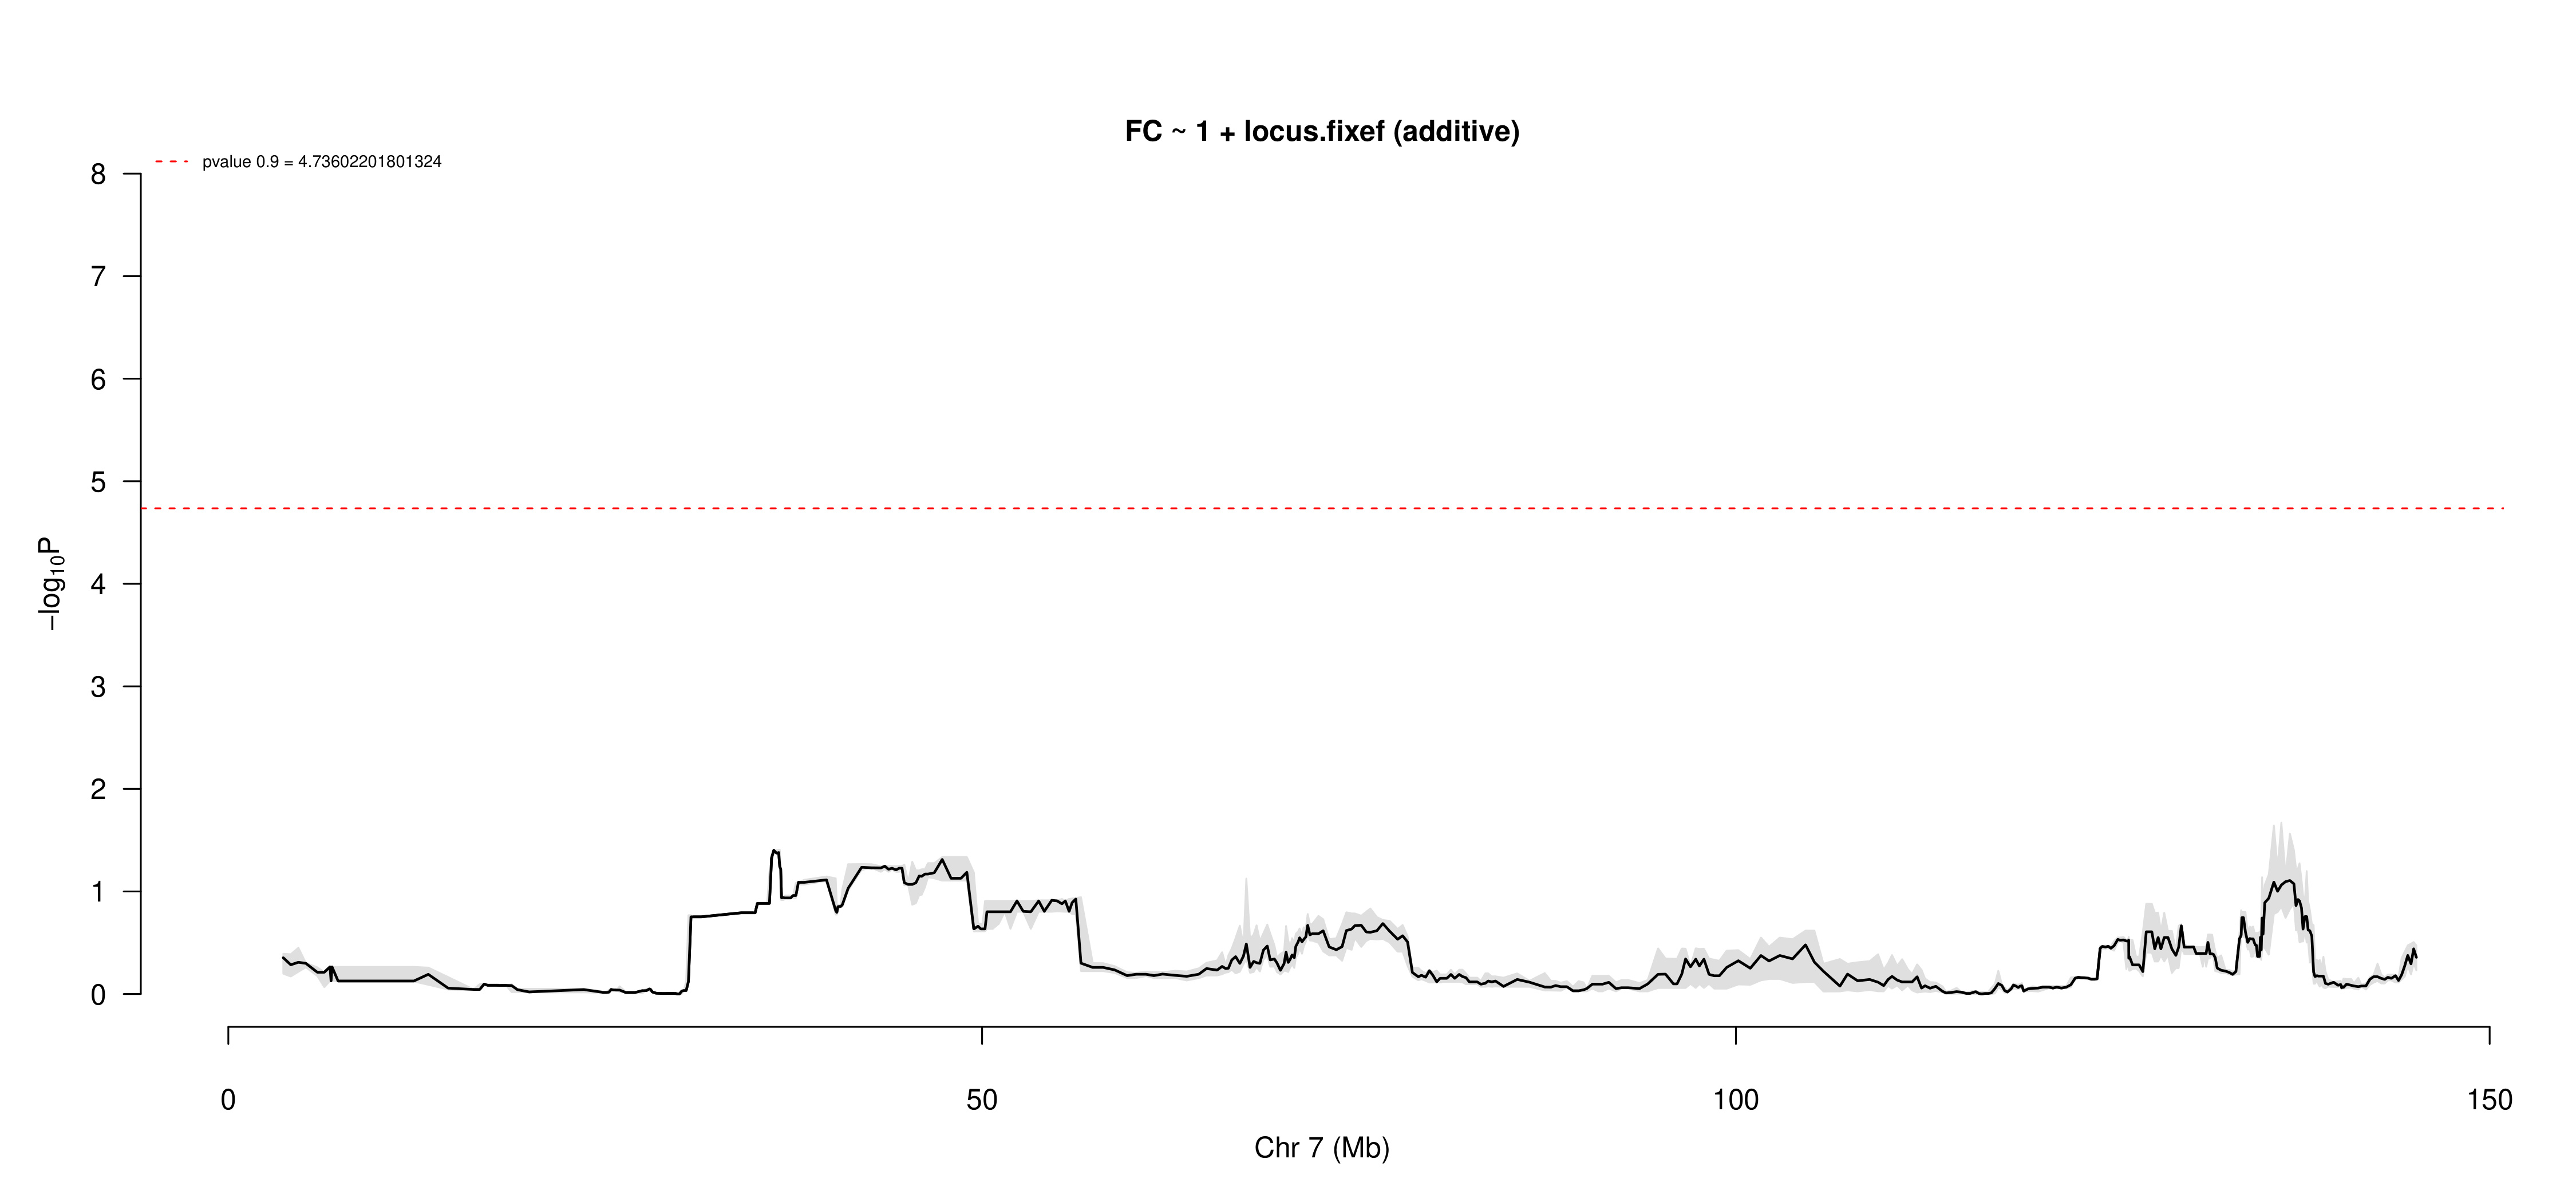 FC ~ 1 + locus.fixef (additive)
pvalue 0.9 = 4.73602201801324
8
7
6
5
4
3
2
1
0
−log10P
0 50 100 150
Chr 7 (Mb)